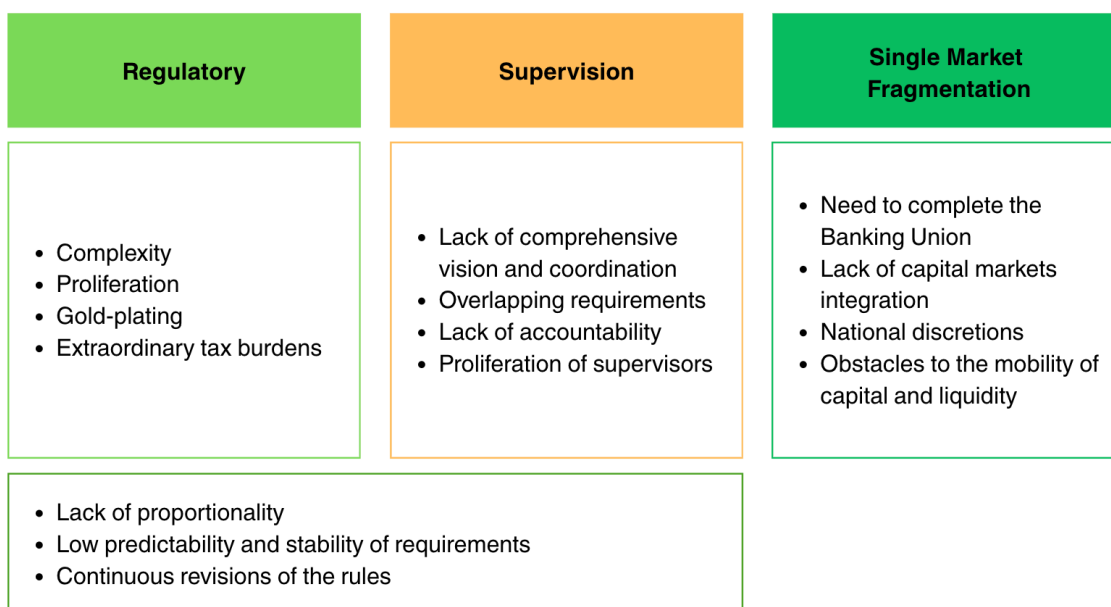 Regulatory
Supervision
Single Market
Fragmentation
• Complexity
• Proliferation
• Gold-plating
• Extraordinary tax burdens
• Lack of comprehensive
vision and coordination
• Overlapping requirements
• Lack of accountability
• Proliferation of supervisors
• Need to complete the
Banking Union
• Lack of capital markets
integration
• National discretions
• Obstacles to the mobility of
capital and liquidity
• Lack of proportionality
• Low predictability and stability of requirements
• Continuous revisions of the rules